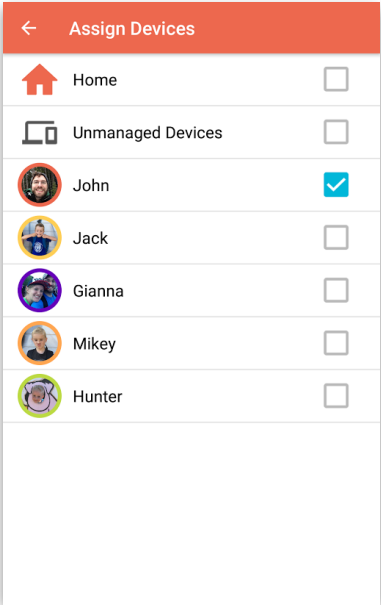 Assign Devices
Home
Unmanaged Devices
John
Jack
Gianna
Mikey
Hunter